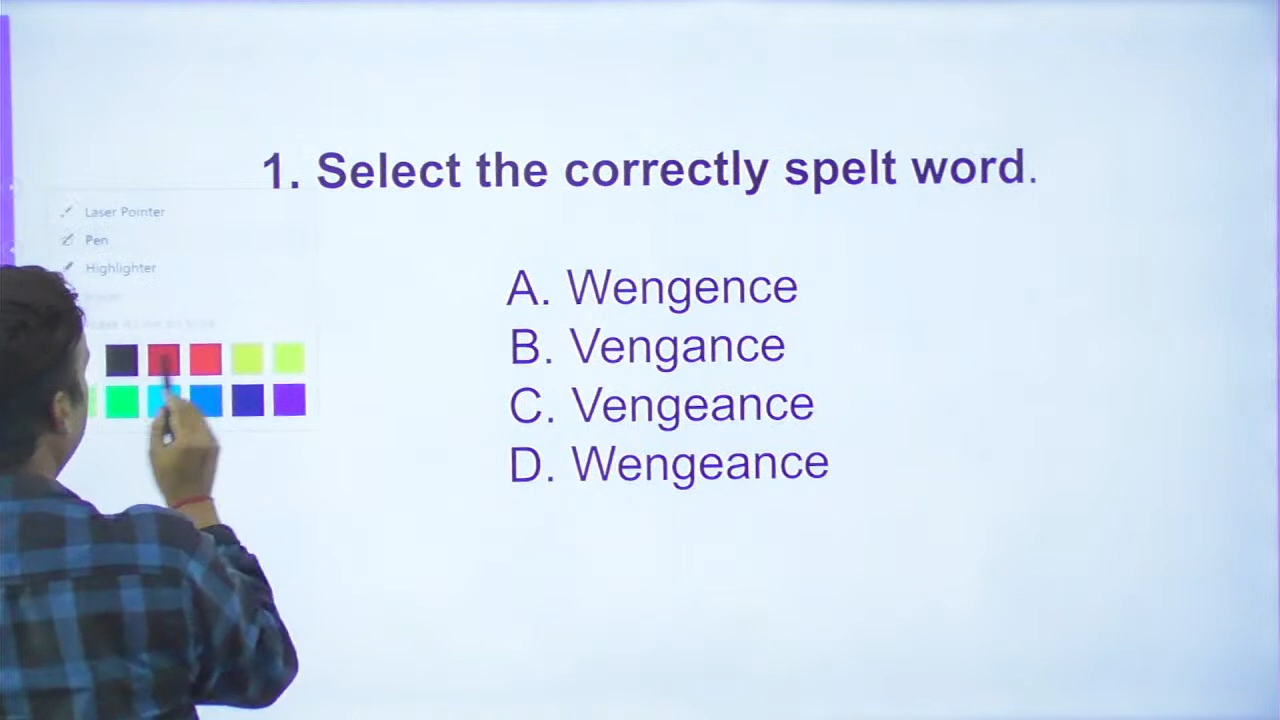 1. Select the correctly spelt word.
Laser Pointer
Pen
Highlighter
A. Wengence
B. Vengance
C. Vengeance
D. Wengeance